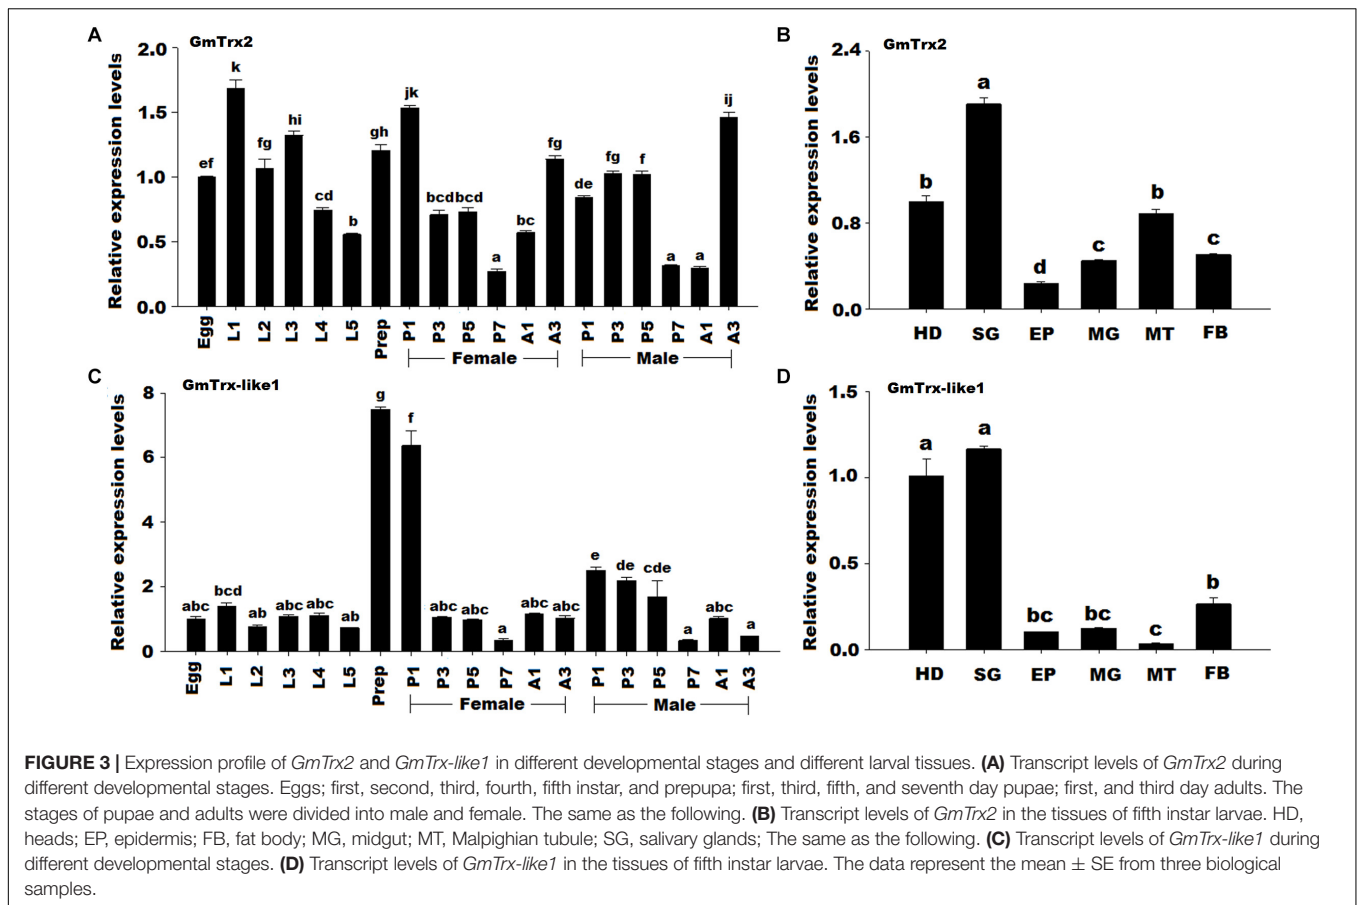 A
GmTrx2
Relative expression levels
2.0
1.5
1.0
0.5
0.0
ef
k
fg
hi
cd
b
gh
jk
bcd
bcd
a
bc
fg
de
fg
f
a
a
ij
Egg
L1
L2
L3
L4
L5
Prep
P1
P3
P5
P7
A1
A3
P1
P3
P5
P7
A1
A3
Female
Male
B
GmTrx2
Relative expression levels
2.4
1.6
0.8
0.0
b
a
d
c
b
c
HD
SG
EP
MG
MT
FB
C
GmTrx-like1
Relative expression levels
8
6
4
2
0
abc
bcd
ab
abc
abc
ab
g
f
abc
abc
a
abc
abc
e
de
cde
a
abc
a
Egg
L1
L2
L3
L4
L5
Prep
P1
P3
P5
P7
A1
A3
P1
P3
P5
P7
A1
A3
Female
Male
D
GmTrx-like1
Relative expression levels
1.5
1.0
0.5
0.0
a
a
bc
bc
c
b
HD
SG
EP
MG
MT
FB
FIGURE 3 | Expression profile of GmTrx2 and GmTrx-like1 in different developmental stages and different larval tissues. (A) Transcript levels of GmTrx2 during
different developmental stages. Eggs; first, second, third, fourth, fifth instar, and prepupa; first, third, fifth, and seventh day pupae; first, and third day adults. The
stages of pupae and adults were divided into male and female. The same as the following. (B) Transcript levels of GmTrx2 in the tissues of fifth instar larvae. HD,
heads; EP, epidermis; FB, fat body; MG, midgut; MT, Malpighian tubule; SG, salivary glands; The same as the following. (C) Transcript levels of GmTrx-like1 during
different developmental stages. (D) Transcript levels of GmTrx-like1 in the tissues of fifth instar larvae. The data represent the mean ± SE from three biological
samples.